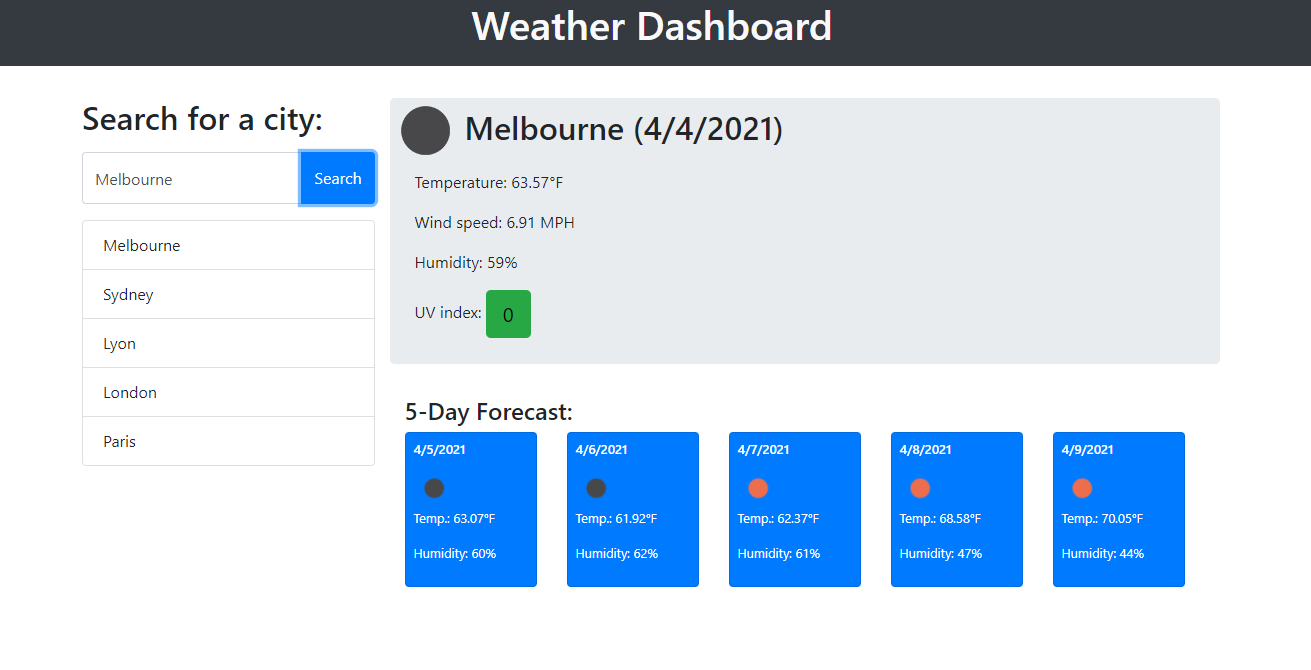 Weather Dashboard
Search for a city:
Melbourne
Search
Melbourne
Sydney
Lyon
London
Paris
Melbourne (4/4/2021)
Temperature: 63.57°F
Wind speed: 6.91 MPH
Humidity: 59%
UV index: 0
5-Day Forecast:
4/5/2021
Temp.: 63.07°F
Humidity: 60%
4/6/2021
Temp.: 61.92°F
Humidity: 62%
4/7/2021
Temp.: 62.37°F
Humidity: 61%
4/8/2021
Temp.: 68.58°F
Humidity: 47%
4/9/2021
Temp.: 70.05°F
Humidity: 44%